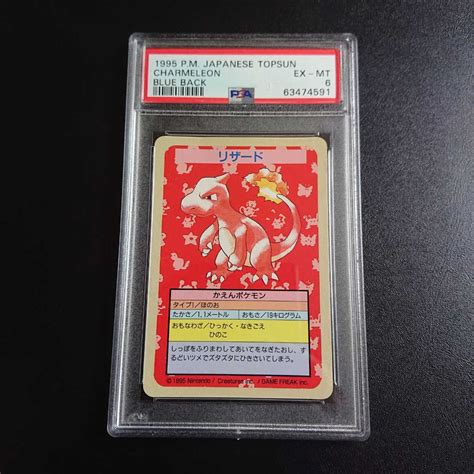 1995 P.M. JAPANESE TOPSUN
CHARMELEON EX - MT
BLUE BACK 6
PSA 63474591
リザード
かえんポケモン
タイプ1/ほのお
たかさ/1.1メートル おもさ/19キログラム
おもなわざ/ひっかく・なきごえ
ひのこ
しっぽをふりまわしてあいてをなぎたおし、す
るどいツメでズタズタにひきさいてしまう。
©1995 Nintendo / Creatures inc. / GAME FREAK inc.